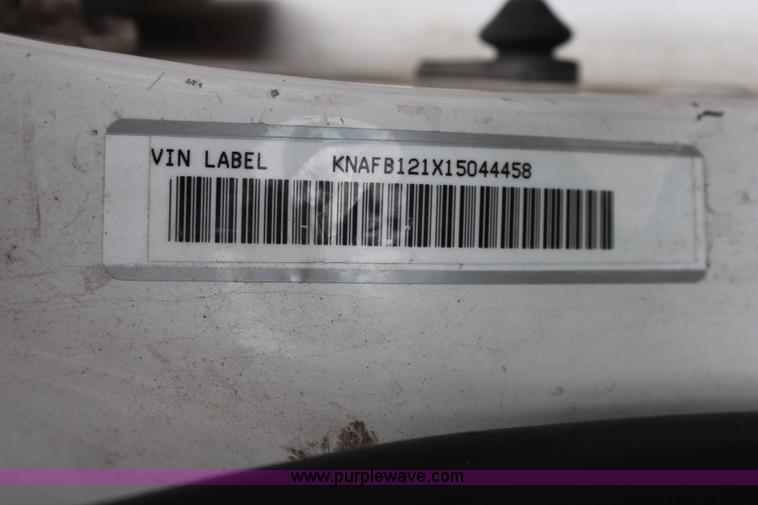 VIN LABEL KNAFB121X15044458
www.purplewave.com